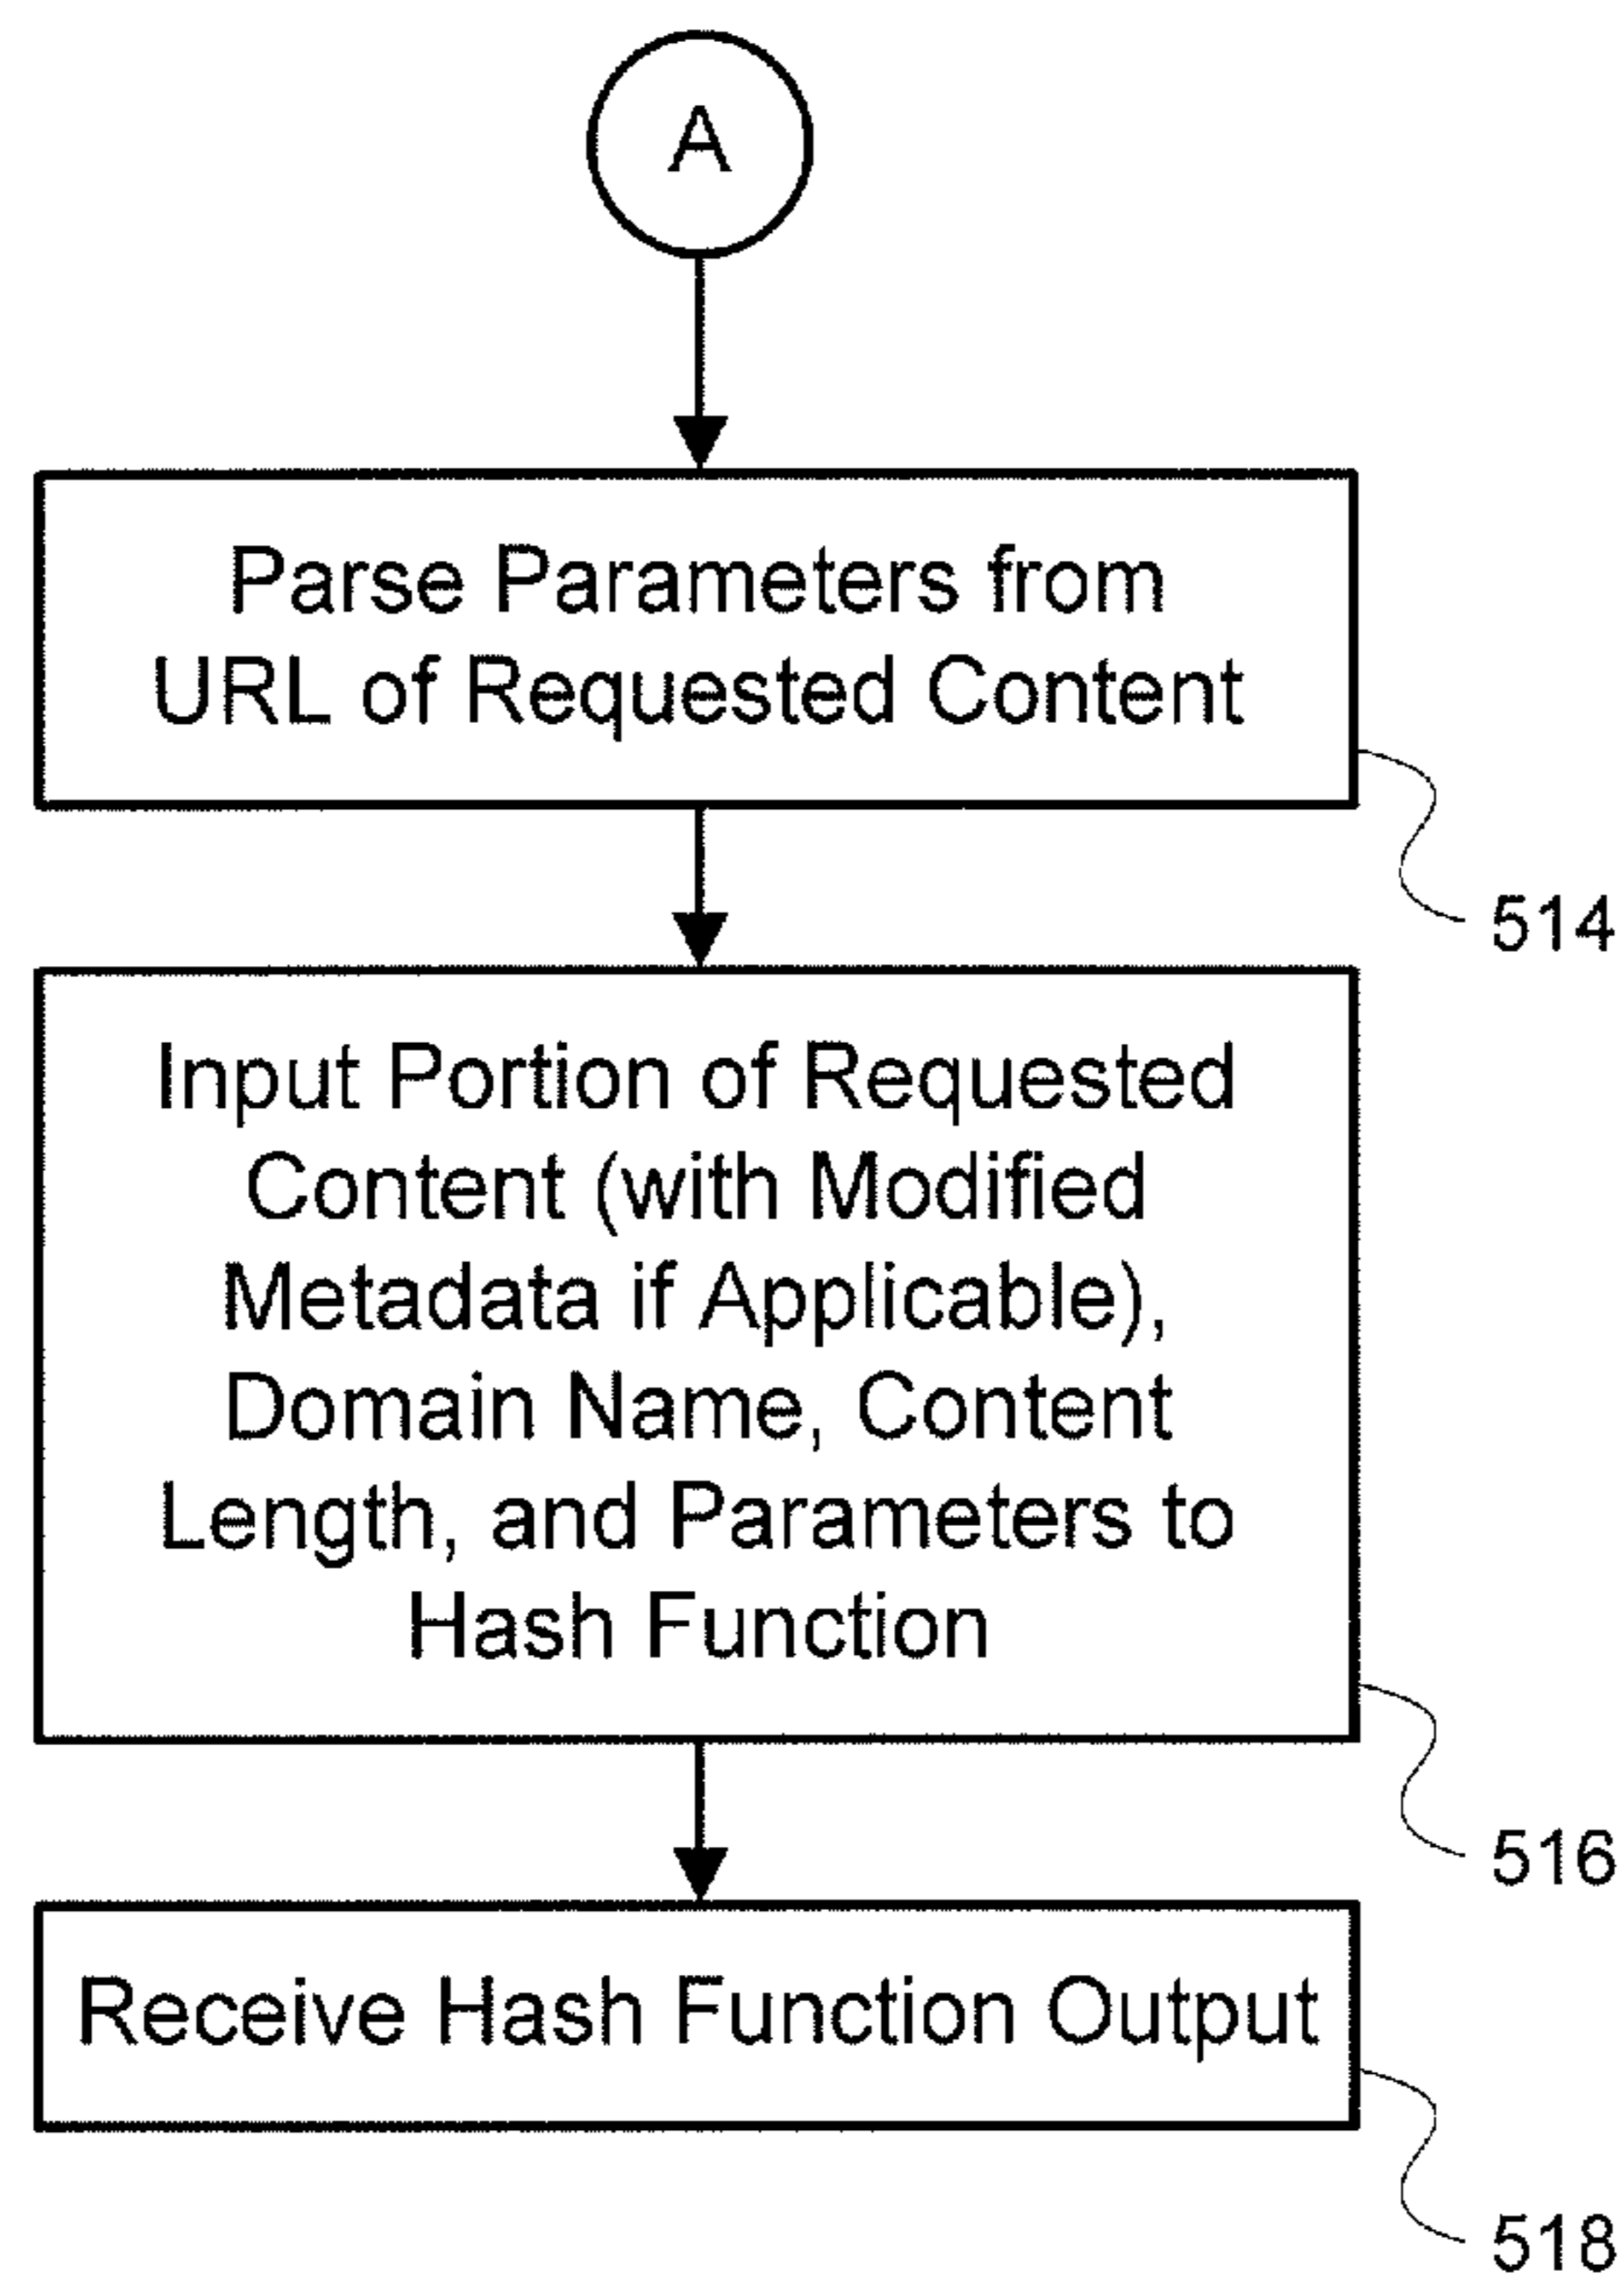 A
Parse Parameters from
URL of Requested Content
514
Input Portion of Requested
Content (with Modified
Metadata if Applicable),
Domain Name, Content
Length, and Parameters to
Hash Function
516
Receive Hash Function Output
518